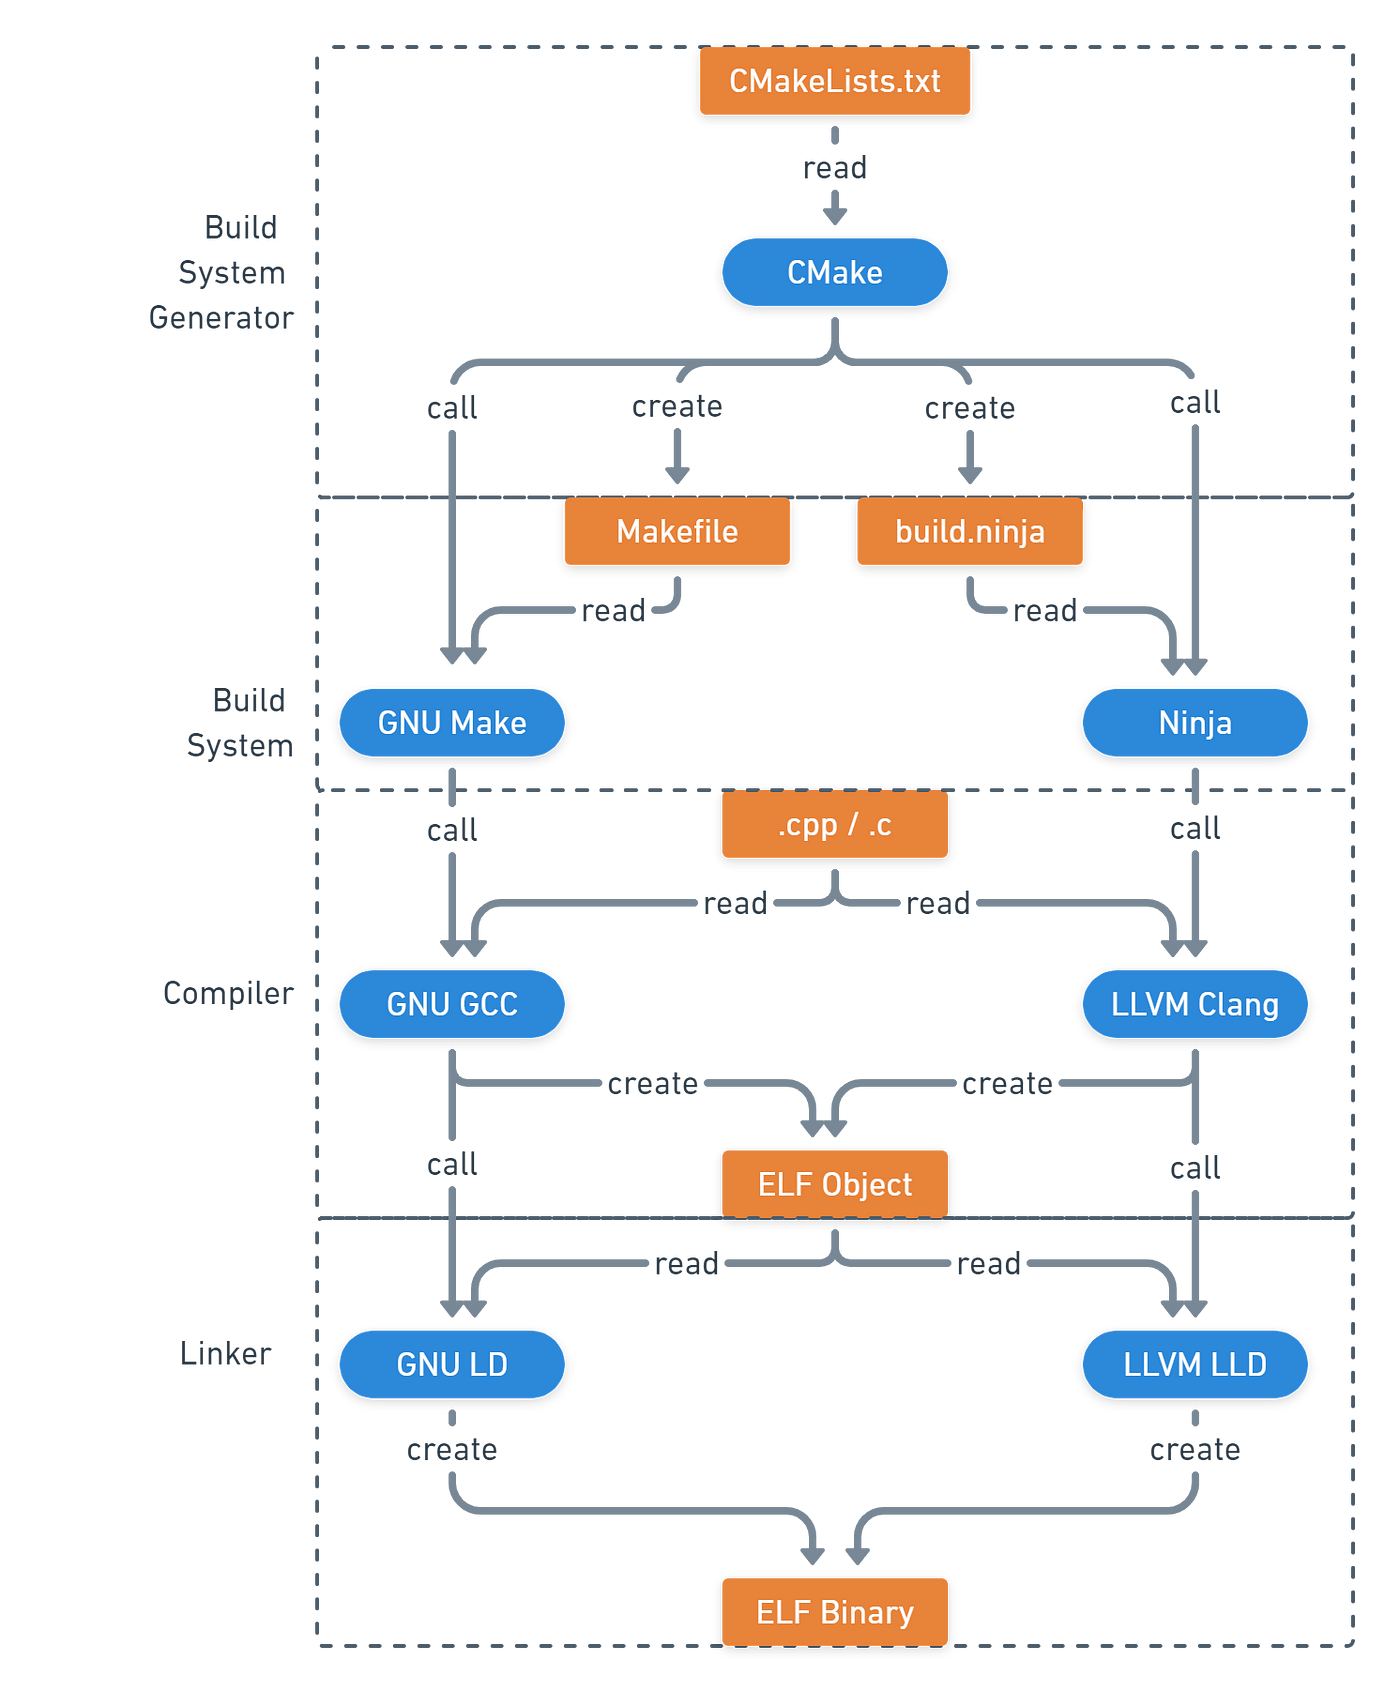 CMakeLists.txt
read
Build
System
Generator
CMake
call
create
create
call
Makefile
build.ninja
read
read
Build
System
GNU Make
Ninja
.cpp / .c
call
call
read
read
Compiler
GNU GCC
LLVM Clang
create
create
call
call
ELF Object
read
read
Linker
GNU LD
LLVM LLD
create
create
ELF Binary